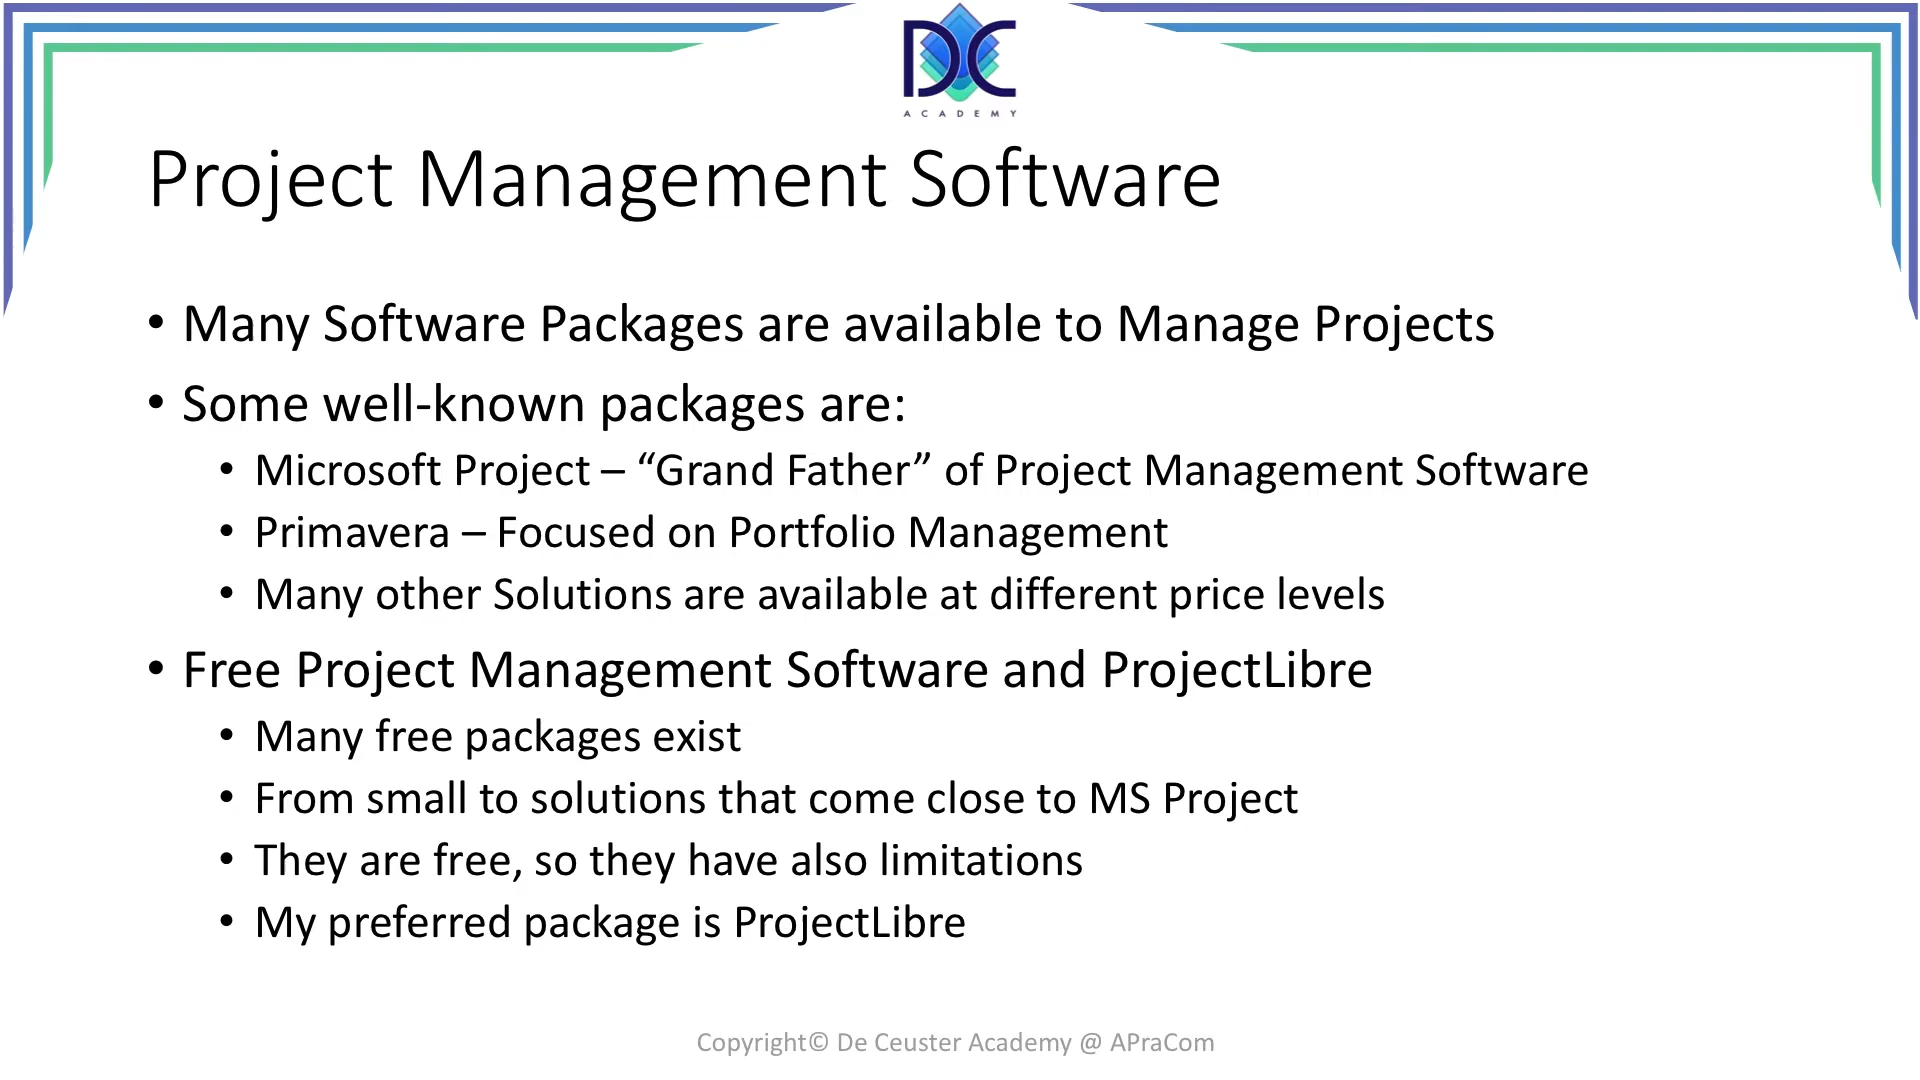 DC
ACADEMY
Project Management Software
• Many Software Packages are available to Manage Projects
• Some well-known packages are:
• Microsoft Project – “Grand Father” of Project Management Software
• Primavera – Focused on Portfolio Management
• Many other Solutions are available at different price levels
• Free Project Management Software and ProjectLibre
• Many free packages exist
• From small to solutions that come close to MS Project
• They are free, so they have also limitations
• My preferred package is ProjectLibre
Copyright© De Ceuster Academy @ APraCom